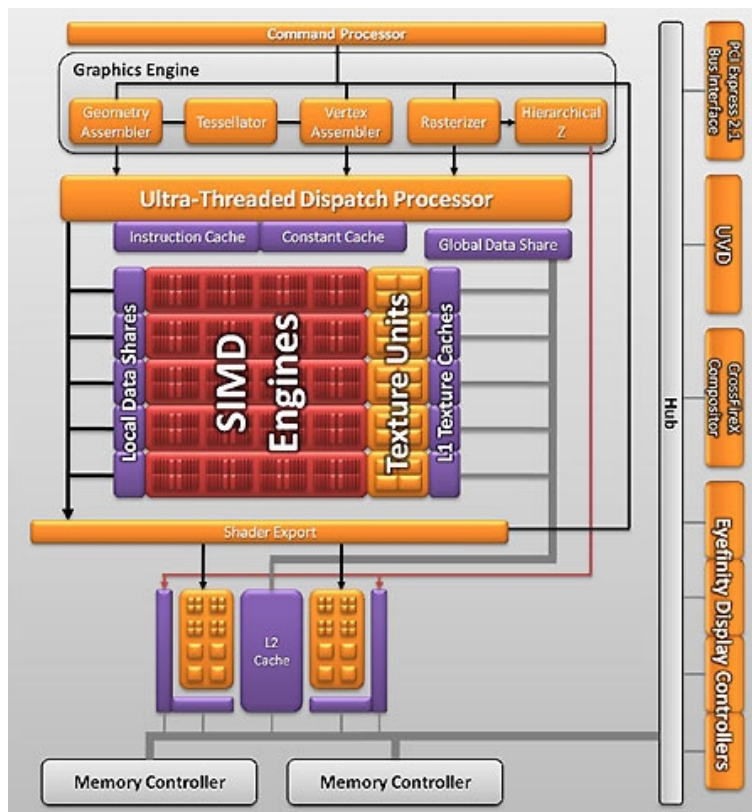 Command Processor
Graphics Engine
Geometry
Assembler
Tessellator
Vertex
Assembler
Rasterizer
Hierarchical
Z
Ultra-Threaded Dispatch Processor
Instruction Cache
Constant Cache
Global Data Share
Local Data Shares
SIMD
Engines
Texture Units
L1 Texture Caches
Shader Export
L2
Cache
Memory Controller
Memory Controller
Hub
PCI Express 2.1
Bus Interface
UVD
CrossFireX
Compositor
Eyefinity Display Controllers